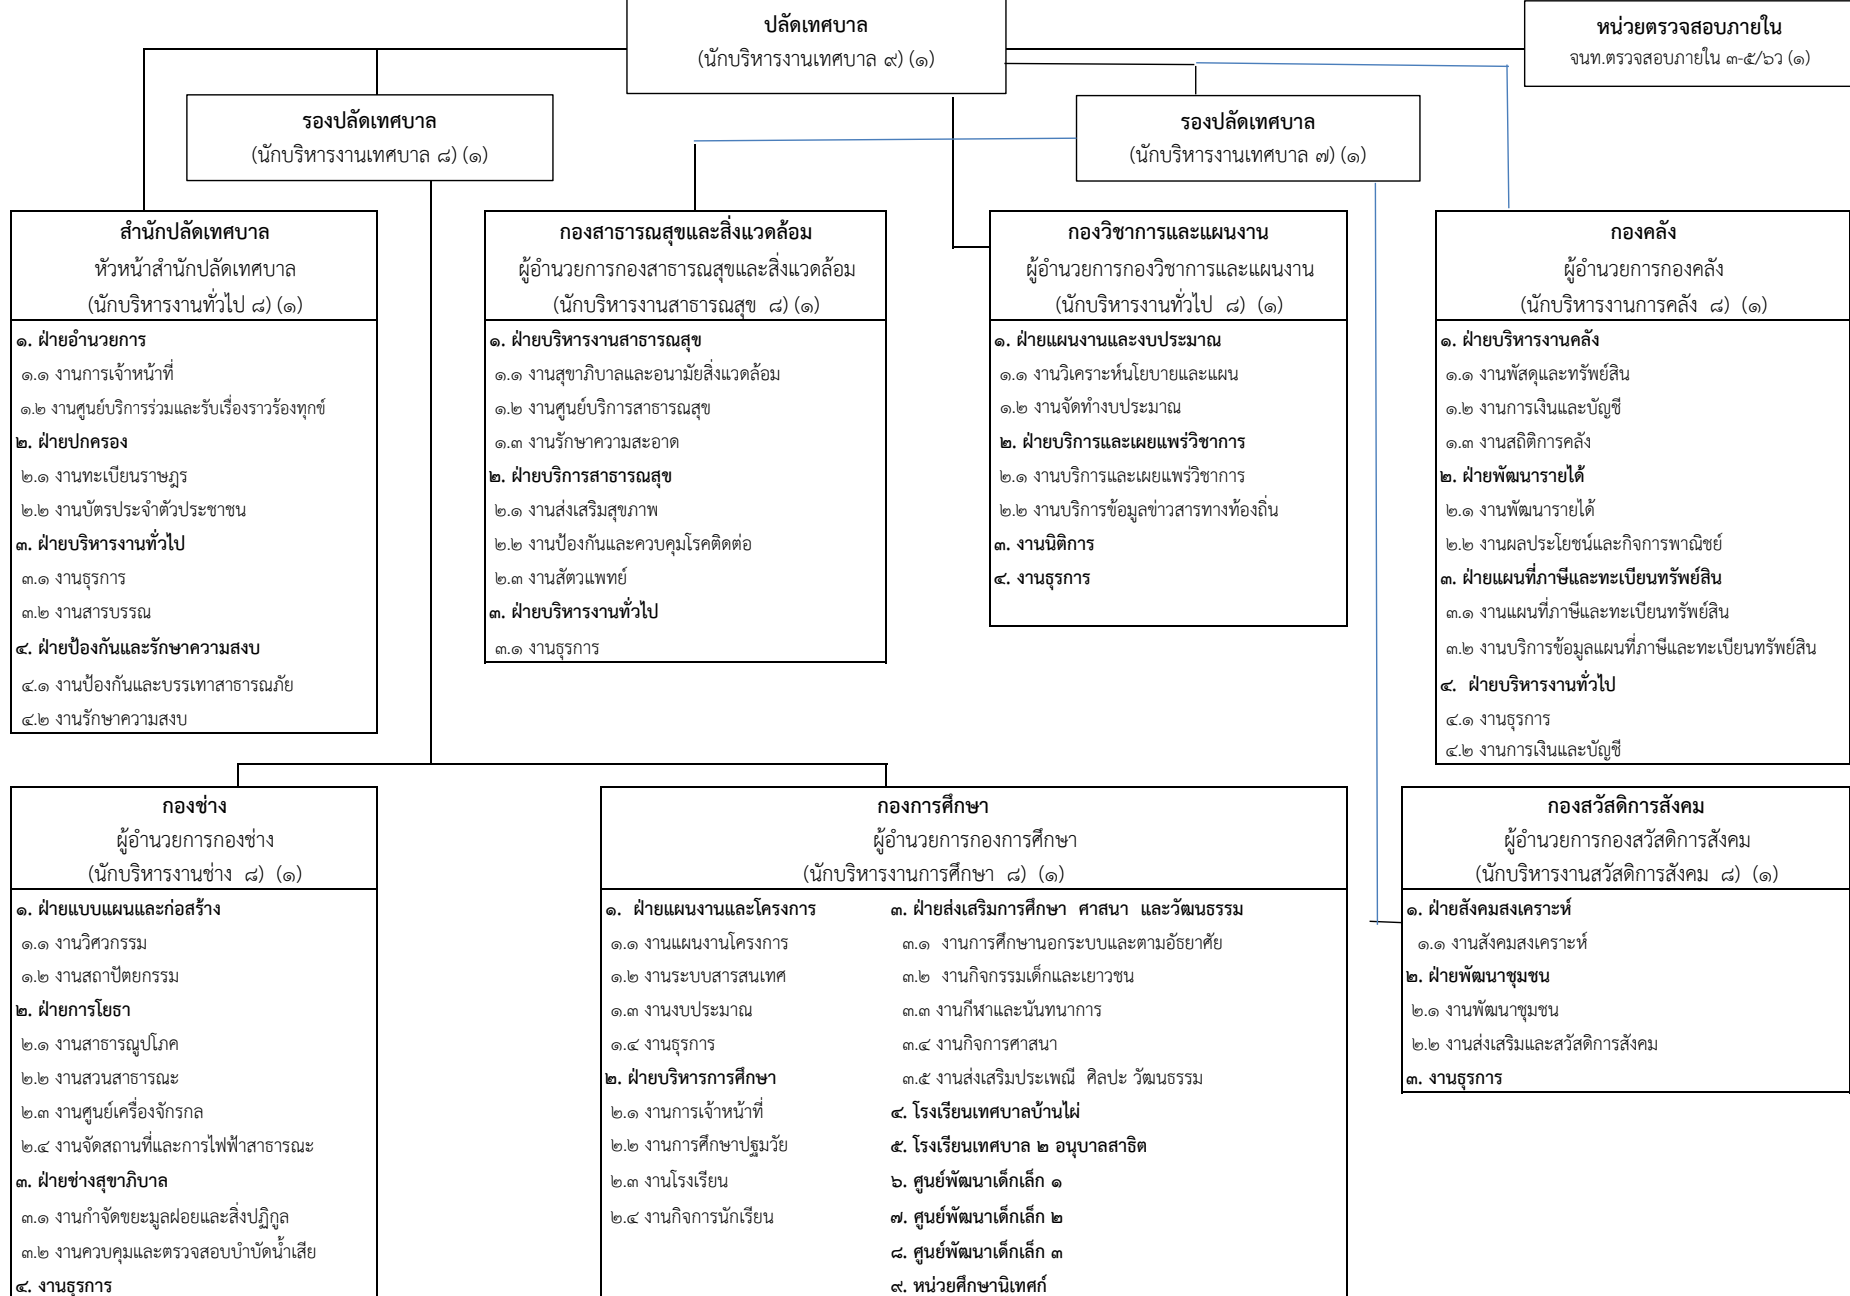 ปลัดเทศบาล
(นักบริหารงานเทศบาล ๙) (๑)
หน่วยตรวจสอบภายใน
จนท.ตรวจสอบภายใน ๓-๕/๖ว (๑)
รองปลัดเทศบาล
(นักบริหารงานเทศบาล ๘) (๑)
รองปลัดเทศบาล
(นักบริหารงานเทศบาล ๗) (๑)
สำนักปลัดเทศบาล
หัวหน้าสำนักปลัดเทศบาล
(นักบริหารงานทั่วไป ๘) (๑)
๑. ฝ่ายอำนวยการ
๑.๑ งานการเจ้าหน้าที่
๑.๒ งานศูนย์บริการร่วมและรับเรื่องราวร้องทุกข์
๒. ฝ่ายปกครอง
๒.๑ งานทะเบียนราษฎร
๒.๒ งานบัตรประจำตัวประชาชน
๓. ฝ่ายบริหารงานทั่วไป
๓.๑ งานธุรการ
๓.๒ งานสารบรรณ
๔. ฝ่ายป้องกันและรักษาความสงบ
๔.๑ งานป้องกันและบรรเทาสาธารณภัย
๔.๒ งานรักษาความสงบ
กองสาธารณสุขและสิ่งแวดล้อม
ผู้อำนวยการกองสาธารณสุขและสิ่งแวดล้อม
(นักบริหารงานสาธารณสุข ๘) (๑)
๑. ฝ่ายบริหารงานสาธารณสุข
๑.๑ งานสุขาภิบาลและอนามัยสิ่งแวดล้อม
๑.๒ งานศูนย์บริการสาธารณสุข
๑.๓ งานรักษาความสะอาด
๒. ฝ่ายบริการสาธารณสุข
๒.๑ งานส่งเสริมสุขภาพ
๒.๒ งานป้องกันและควบคุมโรคติดต่อ
๒.๓ งานสัตวแพทย์
๓. ฝ่ายบริหารงานทั่วไป
๓.๑ งานธุรการ
กองวิชาการและแผนงาน
ผู้อำนวยการกองวิชาการและแผนงาน
(นักบริหารงานทั่วไป ๘) (๑)
๑. ฝ่ายแผนงานและงบประมาณ
๑.๑ งานวิเคราะห์นโยบายและแผน
๑.๒ งานจัดทำงบประมาณ
๒. ฝ่ายบริการและเผยแพร่วิชาการ
๒.๑ งานบริการและเผยแพร่วิชาการ
๒.๒ งานบริการข้อมูลข่าวสารทางท้องถิ่น
๓. งานนิติการ
๔. งานธุรการ
กองคลัง
ผู้อำนวยการกองคลัง
(นักบริหารงานการคลัง ๘) (๑)
๑. ฝ่ายบริหารงานคลัง
๑.๑ งานพัสดุและทรัพย์สิน
๑.๒ งานการเงินและบัญชี
๑.๓ งานสถิติการคลัง
๒. ฝ่ายพัฒนารายได้
๒.๑ งานพัฒนารายได้
๒.๒ งานผลประโยชน์และกิจการพาณิชย์
๓. ฝ่ายแผนที่ภาษีและทะเบียนทรัพย์สิน
๓.๑ งานแผนที่ภาษีและทะเบียนทรัพย์สิน
๓.๒ งานบริการข้อมูลแผนที่ภาษีและทะเบียนทรัพย์สิน
๔. ฝ่ายบริหารงานทั่วไป
๔.๑ งานธุรการ
๔.๒ งานการเงินและบัญชี
กองช่าง
ผู้อำนวยการกองช่าง
(นักบริหารงานช่าง ๘) (๑)
๑. ฝ่ายแบบแผนและก่อสร้าง
๑.๑ งานวิศวกรรม
๑.๒ งานสถาปัตยกรรม
๒. ฝ่ายการโยธา
๒.๑ งานสาธารณูปโภค
๒.๒ งานสวนสาธารณะ
๒.๓ งานศูนย์เครื่องจักรกล
๒.๔ งานจัดสถานที่และการไฟฟ้าสาธารณะ
๓. ฝ่ายช่างสุขาภิบาล
๓.๑ งานกำจัดขยะมูลฝอยและสิ่งปฏิกูล
๓.๒ งานควบคุมและตรวจสอบบำบัดน้ำเสีย
๔. งานธุรการ
กองการศึกษา
ผู้อำนวยการกองการศึกษา
(นักบริหารงานการศึกษา ๘) (๑)
๑. ฝ่ายแผนงานและโครงการ
๑.๑ งานแผนงานโครงการ
๑.๒ งานระบบสารสนเทศ
๑.๓ งานงบประมาณ
๑.๔ งานธุรการ
๒. ฝ่ายบริหารการศึกษา
๒.๑ งานการเจ้าหน้าที่
๒.๒ งานการศึกษาปฐมวัย
๒.๓ งานโรงเรียน
๒.๔ งานกิจการนักเรียน
๓. ฝ่ายส่งเสริมการศึกษา ศาสนา และวัฒนธรรม
๓.๑ งานการศึกษานอกระบบและตามอัธยาศัย
๓.๒ งานกิจกรรมเด็กและเยาวชน
๓.๓ งานกีฬาและนันทนาการ
๓.๔ งานกิจการศาสนา
๓.๕ งานส่งเสริมประเพณี ศิลปะ วัฒนธรรม
๔. โรงเรียนเทศบาลบ้านไผ่
๕. โรงเรียนเทศบาล ๒ อนุบาลสาธิต
๖. ศูนย์พัฒนาเด็กเล็ก ๑
๗. ศูนย์พัฒนาเด็กเล็ก ๒
๘. ศูนย์พัฒนาเด็กเล็ก ๓
๙. หน่วยศึกษานิเทศก์
กองสวัสดิการสังคม
ผู้อำนวยการกองสวัสดิการสังคม
(นักบริหารงานสวัสดิการสังคม ๘) (๑)
๑. ฝ่ายสังคมสงเคราะห์
๑.๑ งานสังคมสงเคราะห์
๒. ฝ่ายพัฒนาชุมชน
๒.๑ งานพัฒนาชุมชน
๒.๒ งานส่งเสริมและสวัสดิการสังคม
๓. งานธุรการ